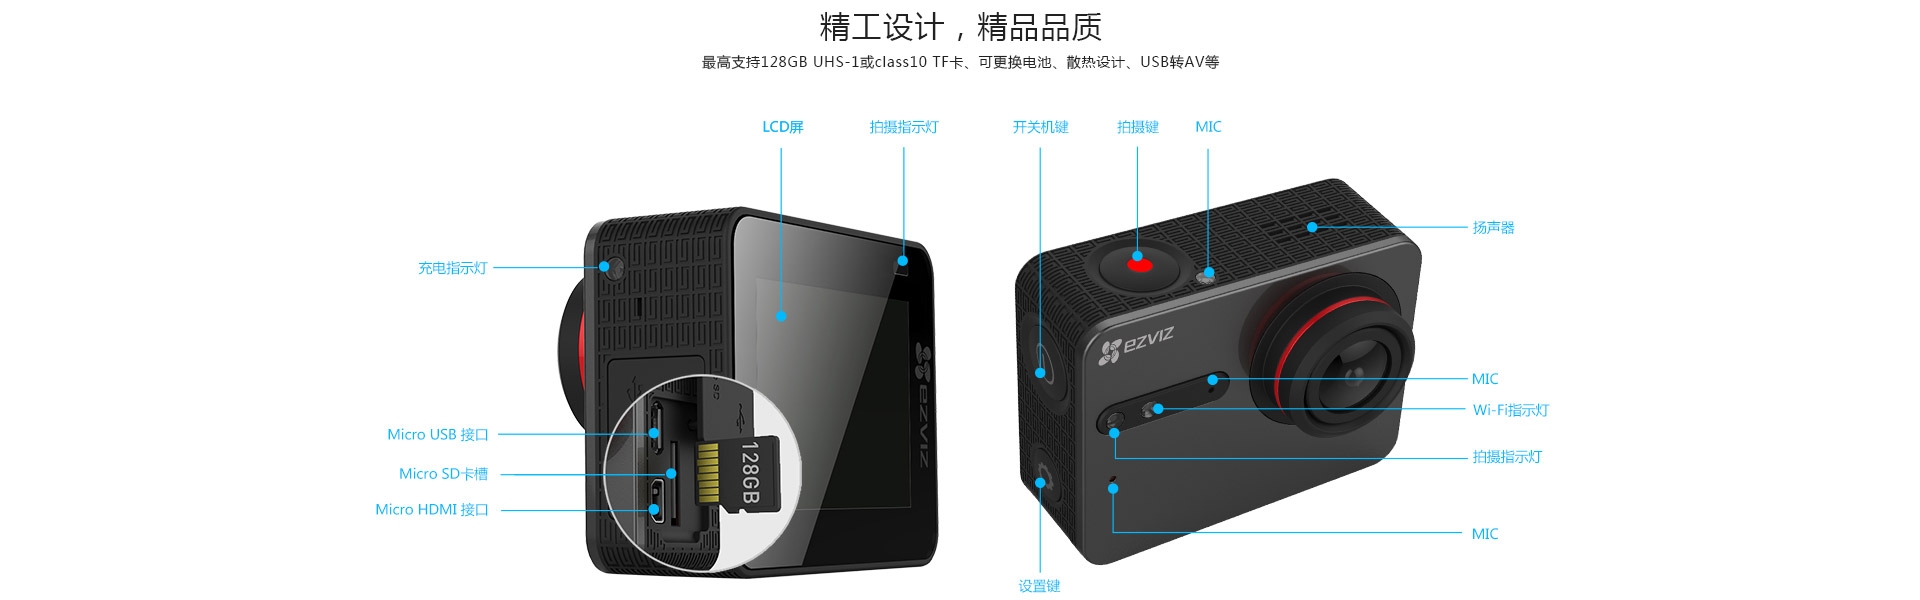 精工设计，精品品质
最高支持128GB UHS-1或class10 TF卡、可更换电池、散热设计、USB转AV等
LCD屏
拍摄指示灯
开关机键
拍摄键
MIC
扬声器
充电指示灯
ezviz
ezviz
SD
128GB
MIC
Wi-Fi指示灯
Micro USB 接口
拍摄指示灯
Micro SD卡槽
Micro HDMI 接口
MIC
设置键